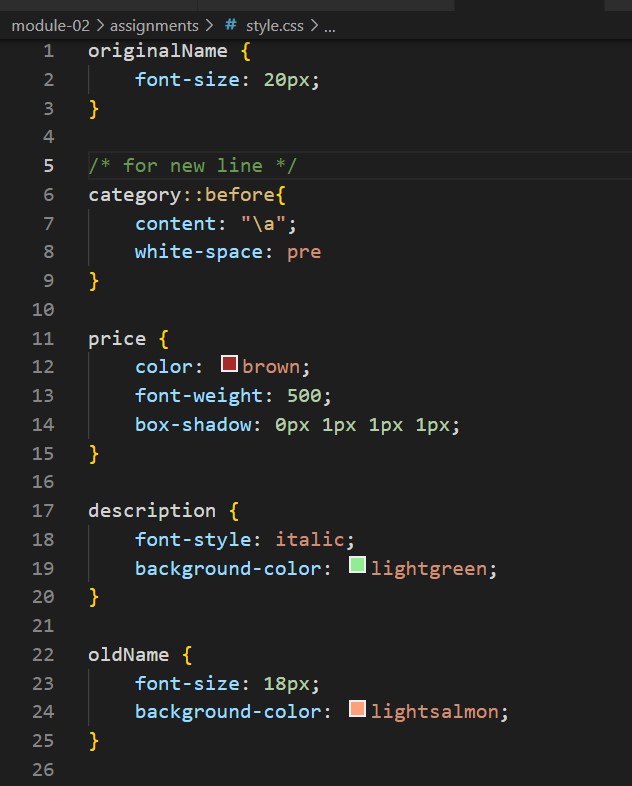 module-02 > assignments > # style.css > ...
1 originalName {
2     font-size: 20px;
3 }
4
5 /* for new line */
6 category::before{
7     content: "\a";
8     white-space: pre
9 }
10
11 price {
12     color: brown;
13     font-weight: 500;
14     box-shadow: 0px 1px 1px 1px;
15 }
16
17 description {
18     font-style: italic;
19     background-color: lightgreen;
20 }
21
22 oldName {
23     font-size: 18px;
24     background-color: lightsalmon;
25 }
26